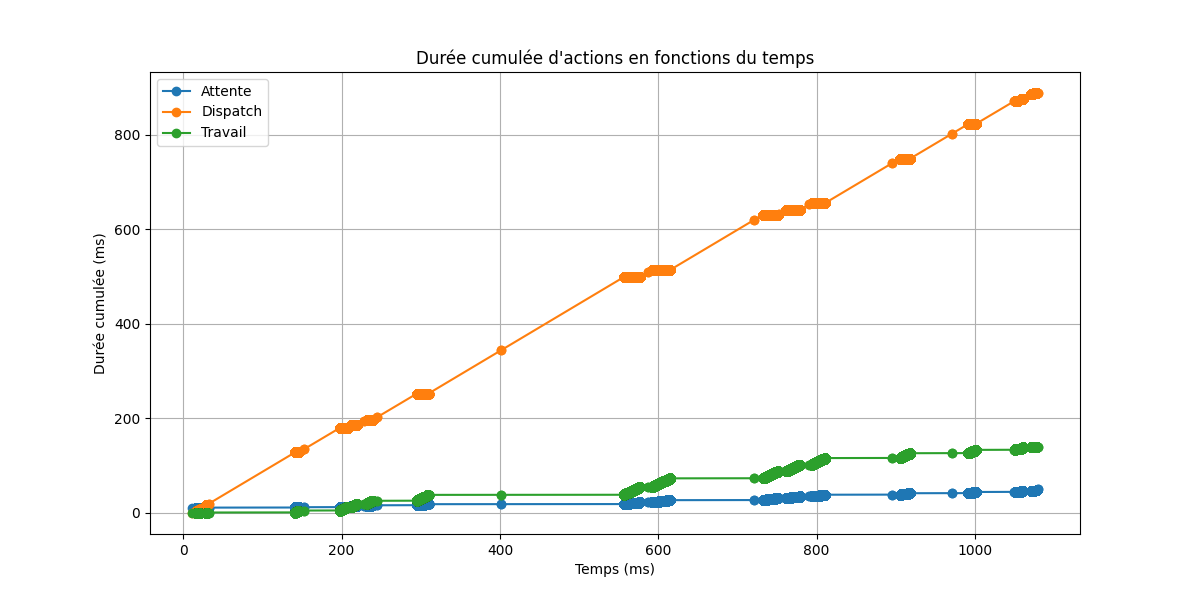 Durée cumulée d'actions en fonctions du temps
Attente
Dispatch
Travail
Durée cumulée (ms)
800
600
400
200
0
0 200 400 600 800 1000
Temps (ms)